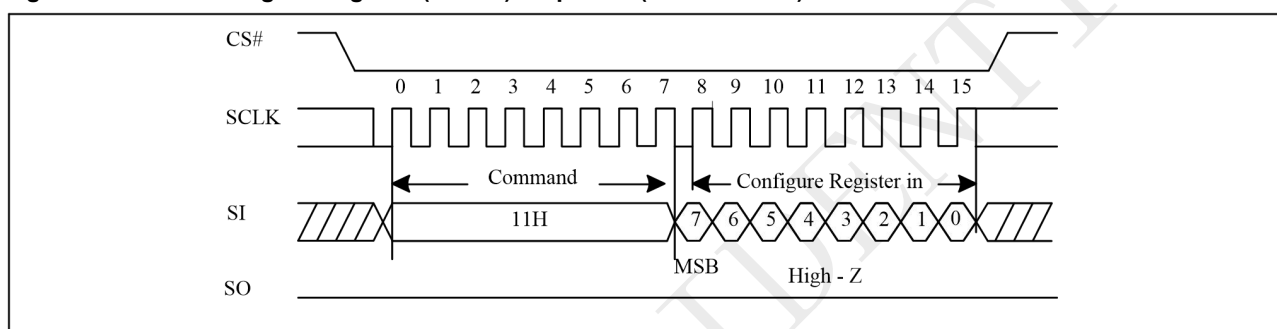 CS#
0 1 2 3 4 5 6 7 8 9 10 11 12 13 14 15
SCLK
Command Configure Register in
SI 11H 7 6 5 4 3 2 1 0
MSB High - Z
SO